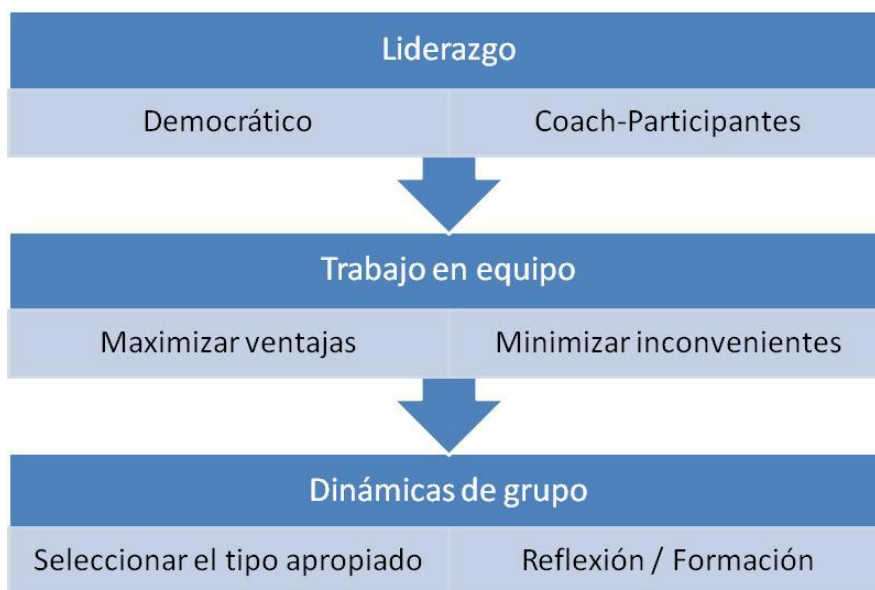 Liderazgo
Democrático
Coach-Participantes
Trabajo en equipo
Maximizar ventajas
Minimizar inconvenientes
Dinámicas de grupo
Seleccionar el tipo apropiado
Reflexión / Formación